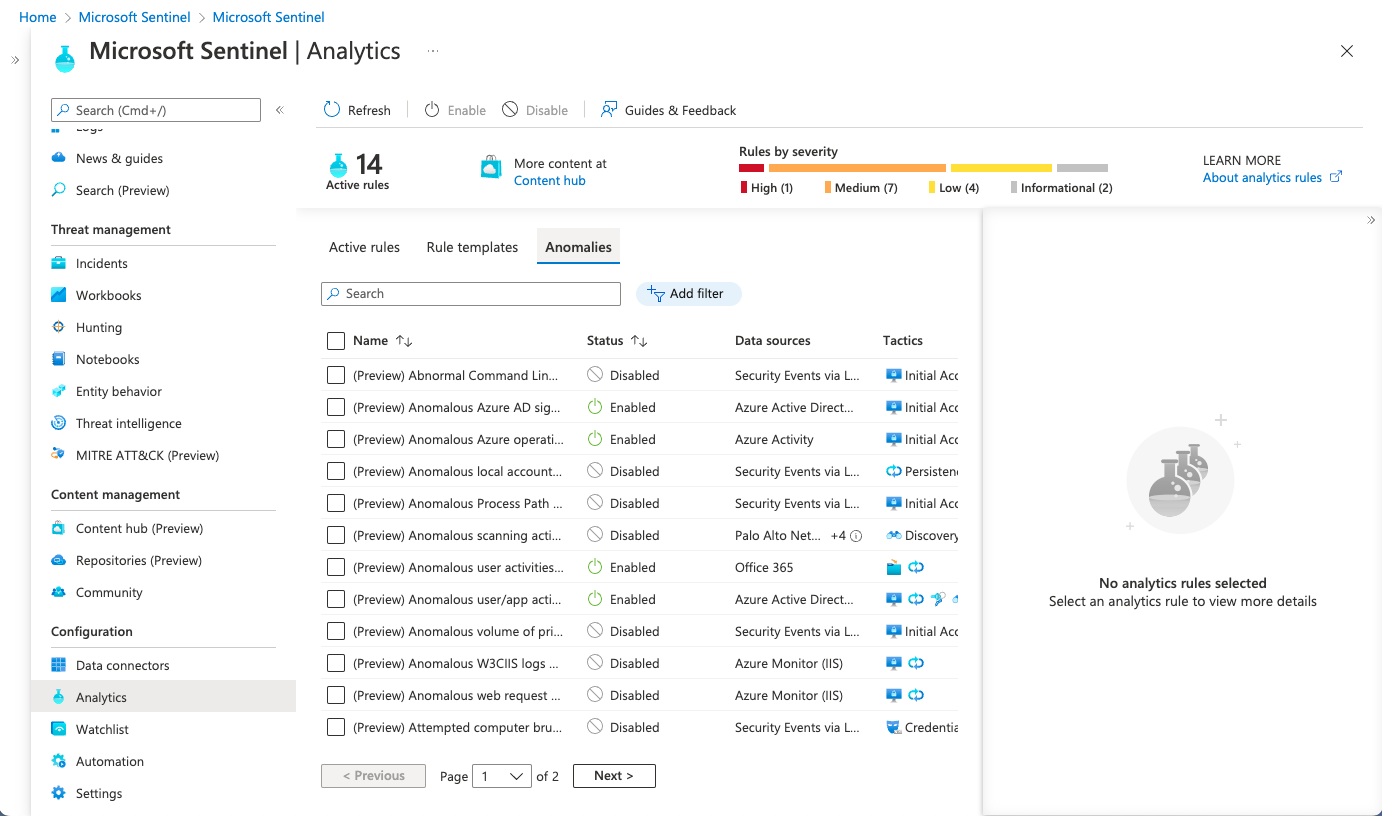 Home > Microsoft Sentinel > Microsoft Sentinel
Microsoft Sentinel | Analytics ...
Search (Cmd+/)
Logs
News & guides
Search (Preview)
Threat management
Incidents
Workbooks
Hunting
Notebooks
Entity behavior
Threat intelligence
MITRE ATT&CK (Preview)
Content management
Content hub (Preview)
Repositories (Preview)
Community
Configuration
Data connectors
Analytics
Watchlist
Automation
Settings
Refresh Enable Disable Guides & Feedback
14
Active rules
More content at
Content hub
Rules by severity
High (1) Medium (7) Low (4) Informational (2)
LEARN MORE
About analytics rules
Active rules Rule templates Anomalies
Search Add filter
Name Status Data sources Tactics
(Preview) Abnormal Command Lin... Disabled Security Events via L... Initial Acc
(Preview) Anomalous Azure AD sig... Enabled Azure Active Direct... Initial Acc
(Preview) Anomalous Azure operati... Enabled Azure Activity Initial Acc
(Preview) Anomalous local account... Disabled Security Events via L... Persisten
(Preview) Anomalous Process Path ... Disabled Security Events via L... Initial Acc
(Preview) Anomalous scanning acti... Disabled Palo Alto Net... +4 Discovery
(Preview) Anomalous user activities... Enabled Office 365
(Preview) Anomalous user/app acti... Enabled Azure Active Direct...
(Preview) Anomalous volume of pri... Disabled Security Events via L... Initial Acc
(Preview) Anomalous W3CIIS logs ... Disabled Azure Monitor (IIS)
(Preview) Anomalous web request ... Disabled Azure Monitor (IIS)
(Preview) Attempted computer bru... Disabled Security Events via L... Credentia
< Previous Page 1 of 2 Next >
No analytics rules selected
Select an analytics rule to view more details